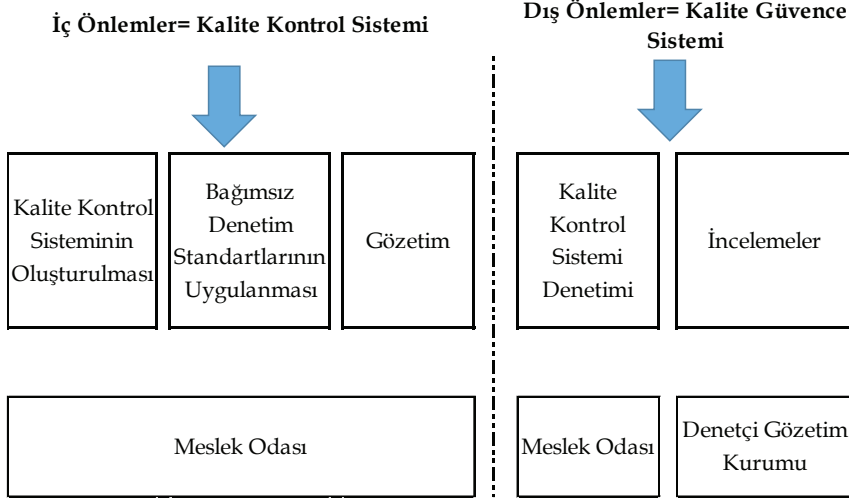 İç Önlemler= Kalite Kontrol Sistemi
Dış Önlemler= Kalite Güvence
Sistemi
Kalite Kontrol
Sisteminin
Oluşturulması
Bağımsız
Denetim
Standartlarının
Uygulanması
Gözetim
Kalite
Kontrol
Sistemi
Denetimi
İncelemeler
Meslek Odası
Meslek Odası
Denetçi Gözetim
Kurumu